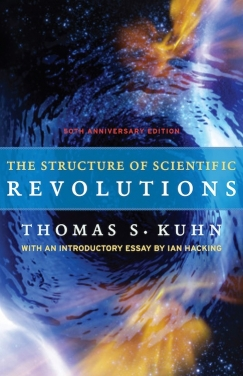 50TH ANNIVERSARY EDITION
THE STRUCTURE OF SCIENTIFIC
REVOLUTIONS
THOMAS S. KUHN
WITH AN INTRODUCTORY ESSAY BY IAN HACKING